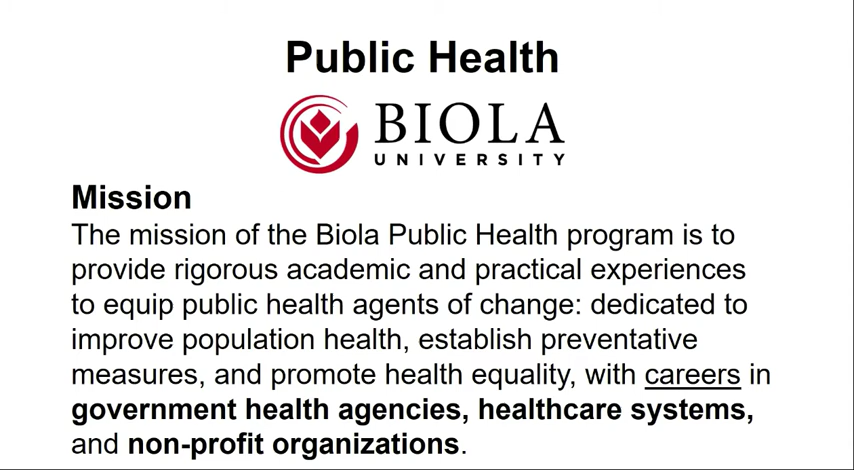 Public Health
BIOLA
UNIVERSITY
Mission
The mission of the Biola Public Health program is to
provide rigorous academic and practical experiences
to equip public health agents of change: dedicated to
improve population health, establish preventative
measures, and promote health equality, with careers in
government health agencies, healthcare systems,
and non-profit organizations.